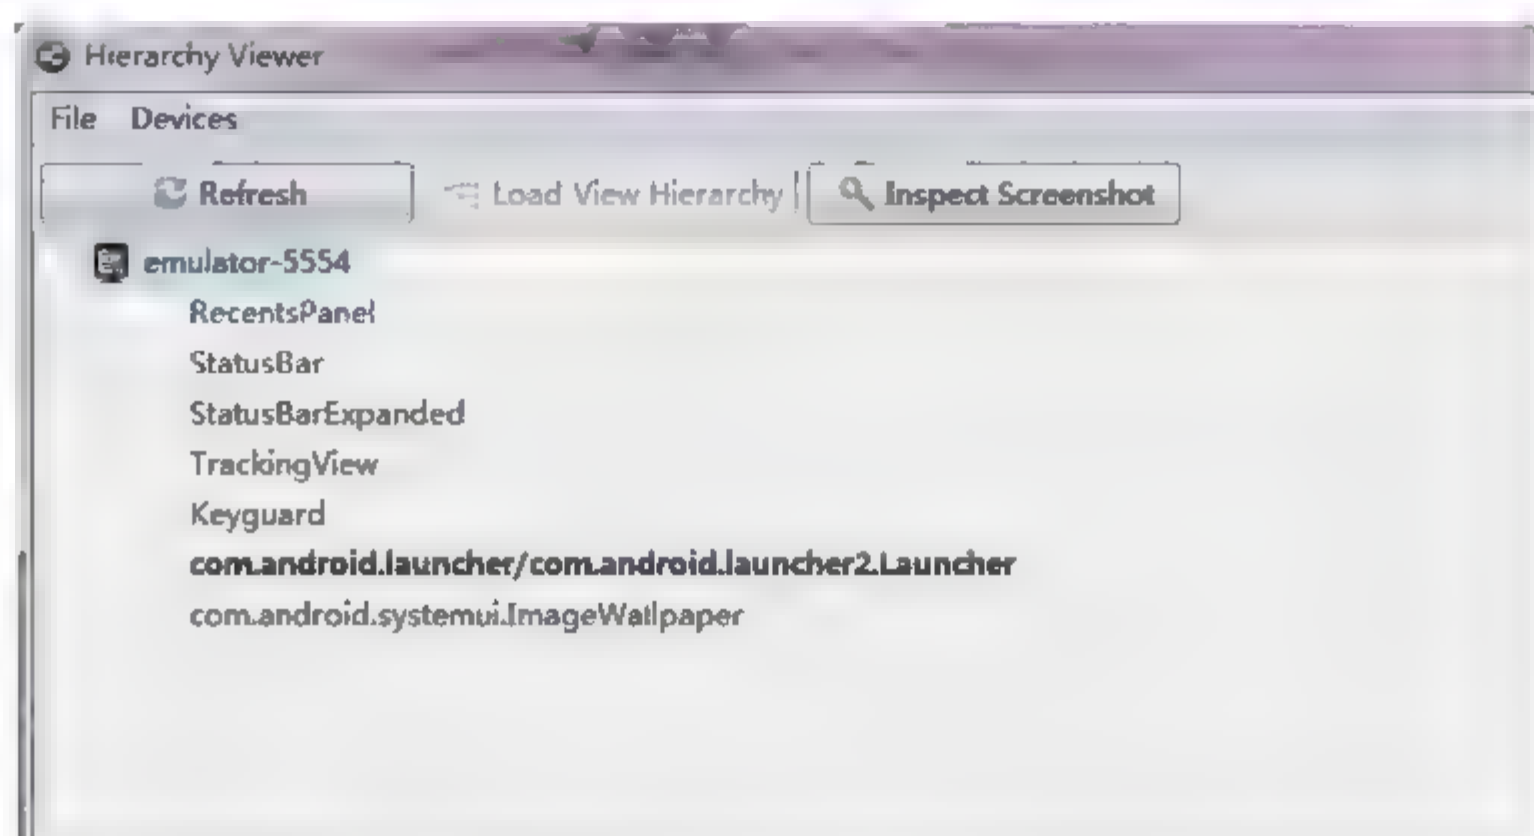 Hierarchy Viewer
File Devices
Refresh Load View Hierarchy Inspect Screenshot
emulator-5554
RecentsPanel
StatusBar
StatusBarExpanded
TrackingView
Keyguard
com.android.launcher/com.android.launcher2.Launcher
com.android.systemui.ImageWallpaper